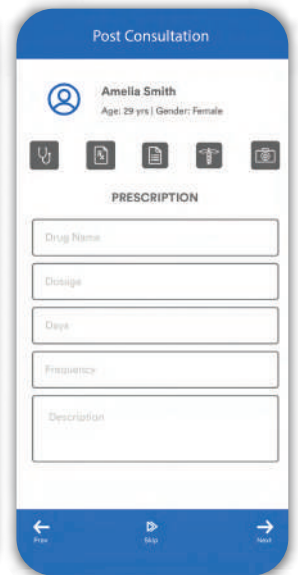 Post Consultation
Amelia Smith
Age: 29 yrs | Gender: Female
PRESCRIPTION
Drug Name
Dosage
Days
Frequency
Description
Prev
Skip
Next